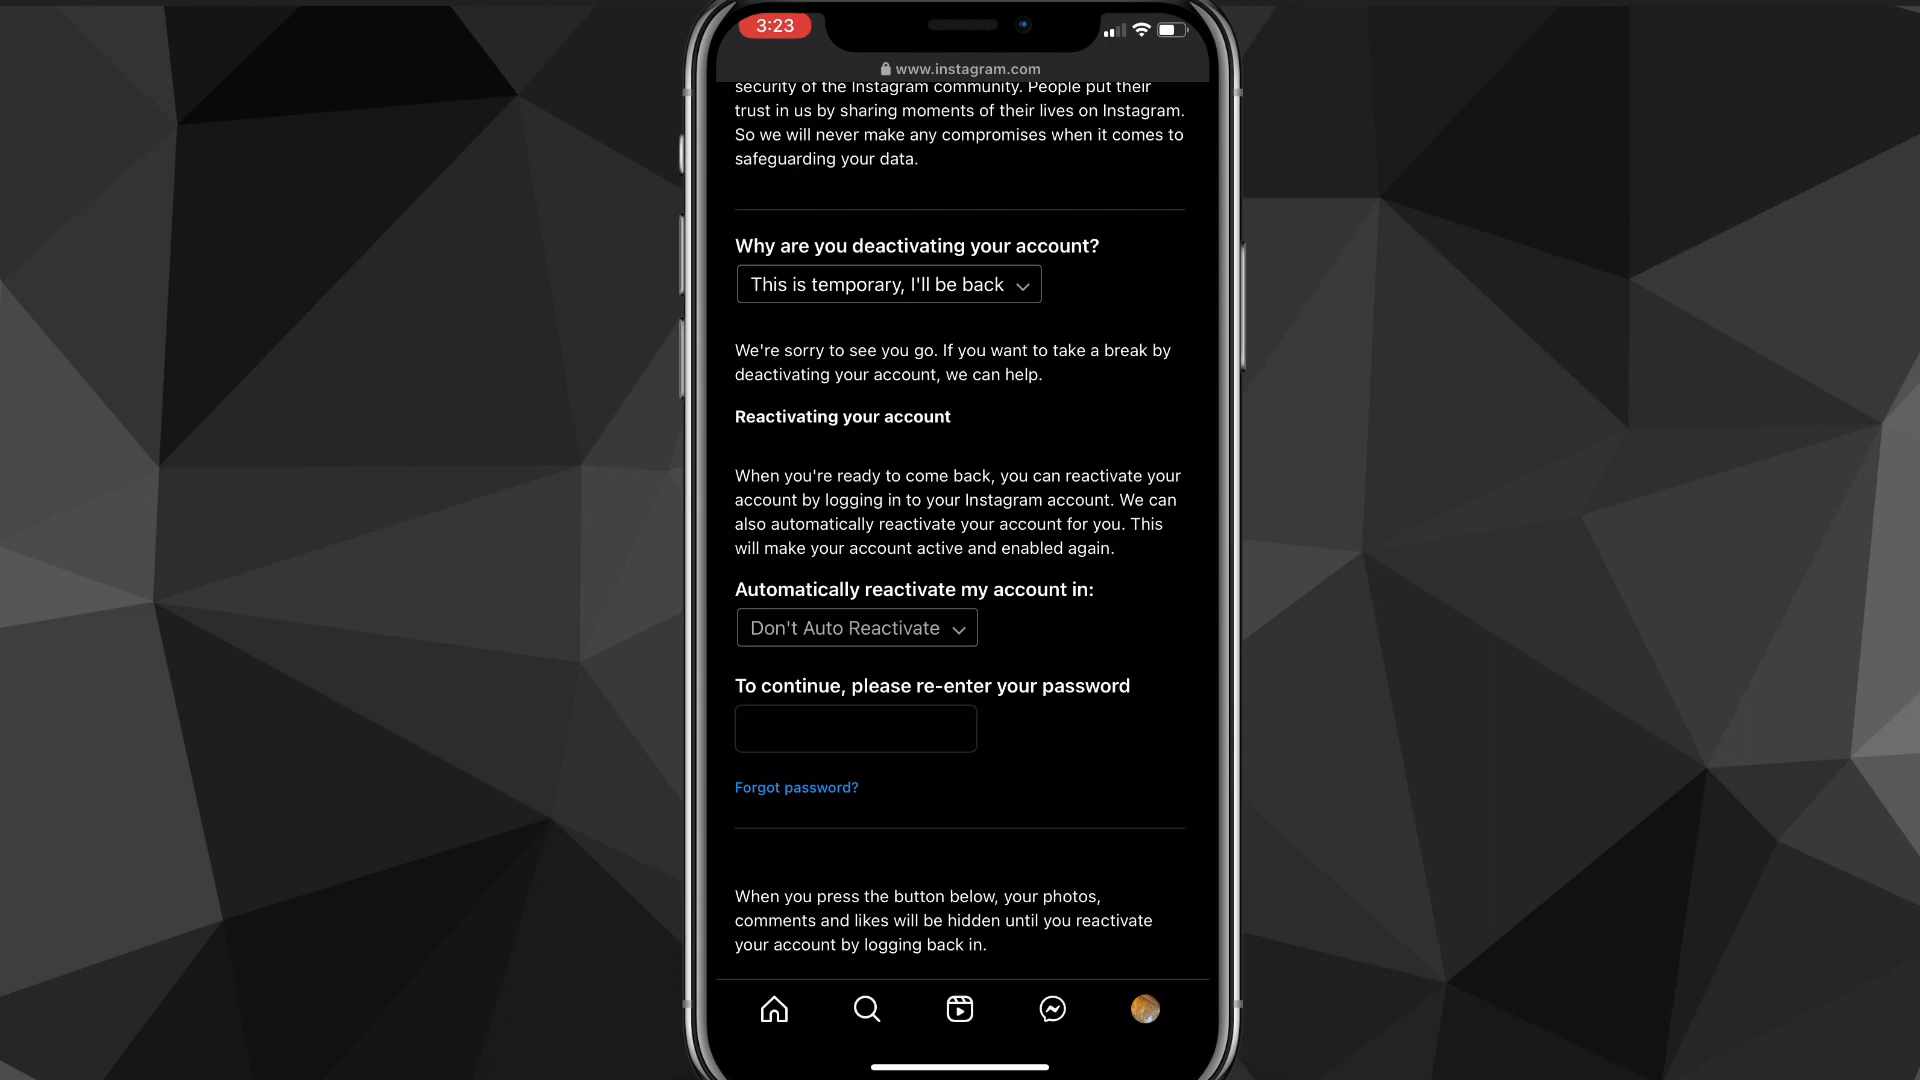 3:23
www.instagram.com
security of the Instagram community. People put their
trust in us by sharing moments of their lives on Instagram.
So we will never make any compromises when it comes to
safeguarding your data.
Why are you deactivating your account?
This is temporary, I'll be back
We're sorry to see you go. If you want to take a break by
deactivating your account, we can help.
Reactivating your account
When you're ready to come back, you can reactivate your
account by logging in to your Instagram account. We can
also automatically reactivate your account for you. This
will make your account active and enabled again.
Automatically reactivate my account in:
Don't Auto Reactivate
To continue, please re-enter your password
Forgot password?
When you press the button below, your photos,
comments and likes will be hidden until you reactivate
your account by logging back in.